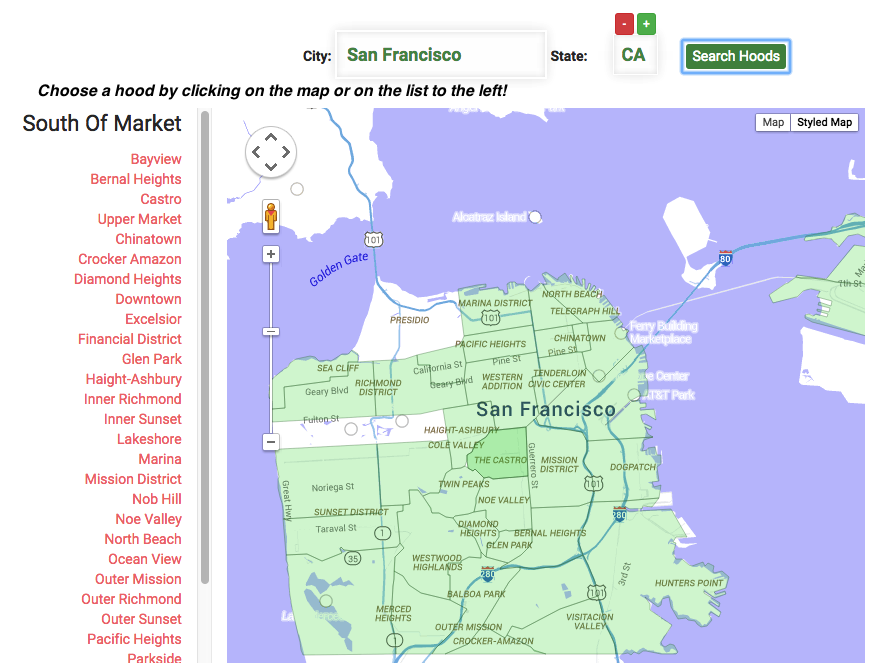 - +
City: San Francisco State: CA Search Hoods
Choose a hood by clicking on the map or on the list to the left!
South Of Market
Bayview
Bernal Heights
Castro
Upper Market
Chinatown
Crocker Amazon
Diamond Heights
Downtown
Excelsior
Financial District
Glen Park
Haight-Ashbury
Inner Richmond
Inner Sunset
Lakeshore
Marina
Mission District
Nob Hill
Noe Valley
North Beach
Ocean View
Outer Mission
Outer Richmond
Outer Sunset
Pacific Heights
Parkside
Map Styled Map
Alcatraz Island
101
Golden Gate
80
7th St
MARINA DISTRICT
NORTH BEACH
101
TELEGRAPH HILL
PRESIDIO
Ferry Building
Marketplace
PACIFIC HEIGHTS
CHINATOWN
Pine St
Pine St
SEA CLIFF
California St
RICHMOND
DISTRICT
Geary Blvd
Geary Blvd
WESTERN
ADDITION
TENDERLOIN
CIVIC CENTER
e Center
AT&T Park
San Francisco
Fulton St
HAIGHT-ASHBURY
COLE VALLEY
THE CASTRO
Guerrero St
MISSION
DISTRICT
DOGPATCH
TWIN PEAKS
101
Great Hwy
Noriega St
NOE VALLEY
SUNSET DISTRICT
280
Taraval St
1
DIAMOND
HEIGHTS
BERNAL HEIGHTS
GLEN PARK
35
WESTWOOD
HIGHLANDS
280
3rd St
HUNTERS POINT
BALBOA PARK
101
MERCED
HEIGHTS
VISITACION
VALLEY
OUTER MISSION
1
CROCKER-AMAZON